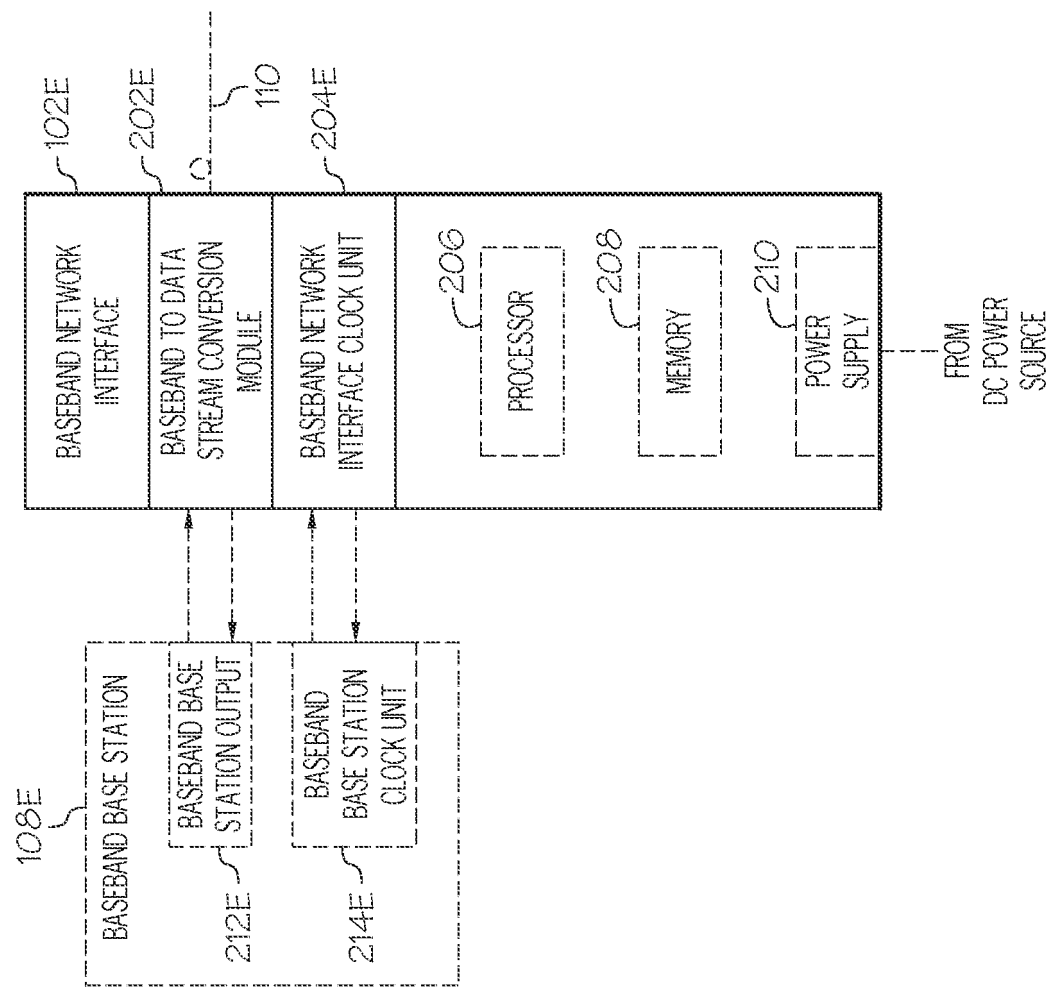 108E
BASEBAND BASE STATION
BASEBAND BASE
STATION OUTPUT
212E
BASEBAND
BASE STATION
CLOCK UNIT
214E
BASEBAND NETWORK
INTERFACE
102E
BASEBAND TO DATA
STREAM CONVERSION
MODULE
202E
110
BASEBAND NETWORK
INTERFACE CLOCK UNIT
204E
PROCESSOR
206
MEMORY
208
POWER
SUPPLY
210
FROM
DC POWER
SOURCE